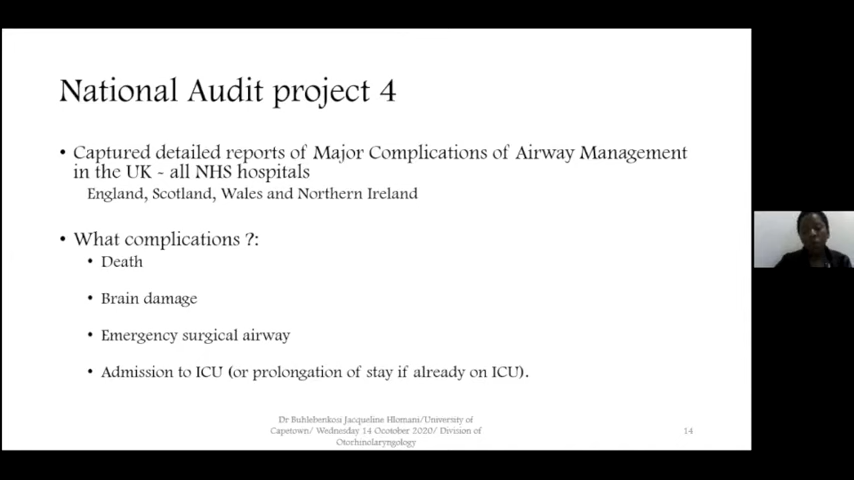 National Audit project 4
• Captured detailed reports of Major Complications of Airway Management
in the UK - all NHS hospitals
England, Scotland, Wales and Northern Ireland
• What complications ?:
• Death
• Brain damage
• Emergency surgical airway
• Admission to ICU (or prolongation of stay if already on ICU).
Dr Buhlebenkosi Jacqueline Hlomani/University of
Capetown/ Wednesday 14 Ocotober 2020/ Division of
Otorhinolaryngology
14